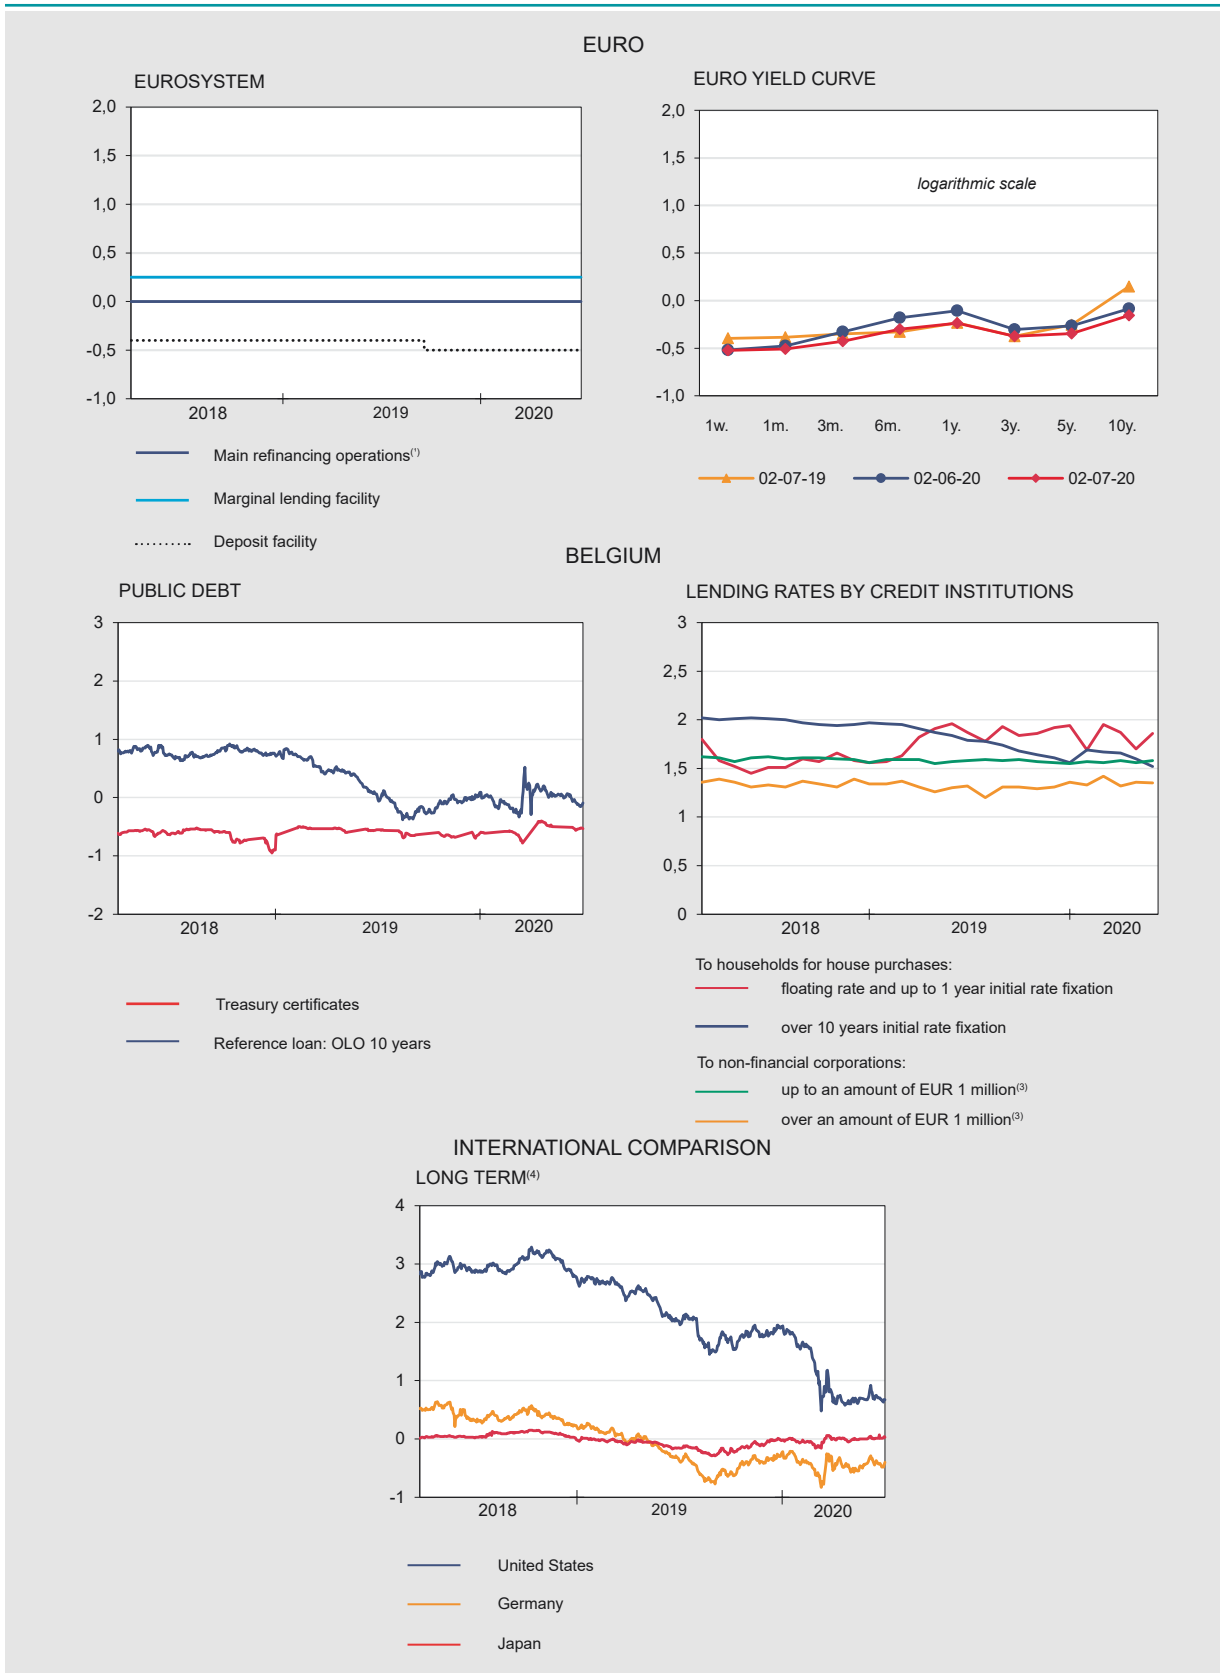 EURO
EUROSYSTEM
2,0
1,5
1,0
0,5
0,0
-0,5
-1,0
2018 2019 2020
Main refinancing operations(1)
Marginal lending facility
Deposit facility
EURO YIELD CURVE
2,0
1,5
1,0
0,5
0,0
-0,5
-1,0
logarithmic scale
1w. 1m. 3m. 6m. 1y. 3y. 5y. 10y.
02-07-19 02-06-20 02-07-20
BELGIUM
PUBLIC DEBT
3
2
1
0
-1
-2
2018 2019 2020
Treasury certificates
Reference loan: OLO 10 years
LENDING RATES BY CREDIT INSTITUTIONS
3
2,5
2
1,5
1
0,5
0
2018 2019 2020
To households for house purchases:
floating rate and up to 1 year initial rate fixation
over 10 years initial rate fixation
To non-financial corporations:
up to an amount of EUR 1 million(3)
over an amount of EUR 1 million(3)
INTERNATIONAL COMPARISON
LONG TERM(4)
4
3
2
1
0
-1
2018 2019 2020
United States
Germany
Japan